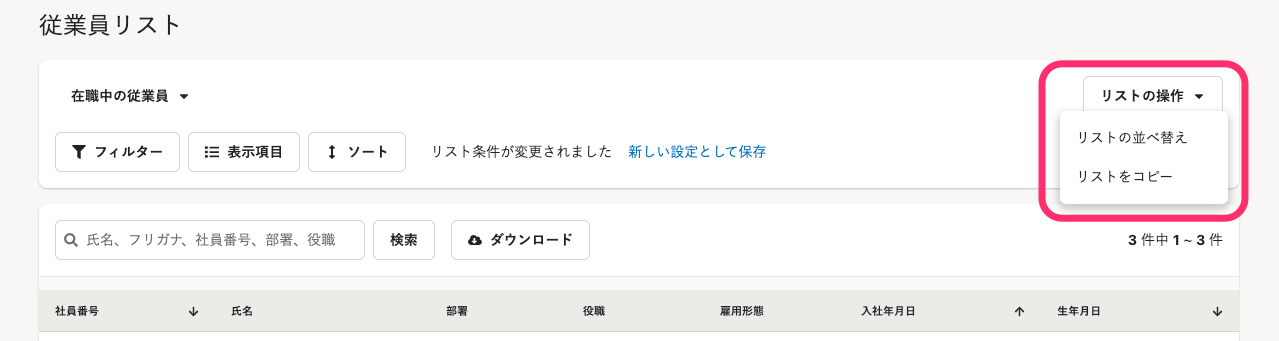 従業員リスト
在職中の従業員
リストの操作
リストの並べ替え
リストをコピー
フィルター 表示項目 ソート リスト条件が変更されました 新しい設定として保存
氏名、フリガナ、社員番号、部署、役職 検索 ダウンロード 3 件中 1 ~ 3 件
社員番号 氏名 部署 役職 雇用形態 入社年月日 生年月日